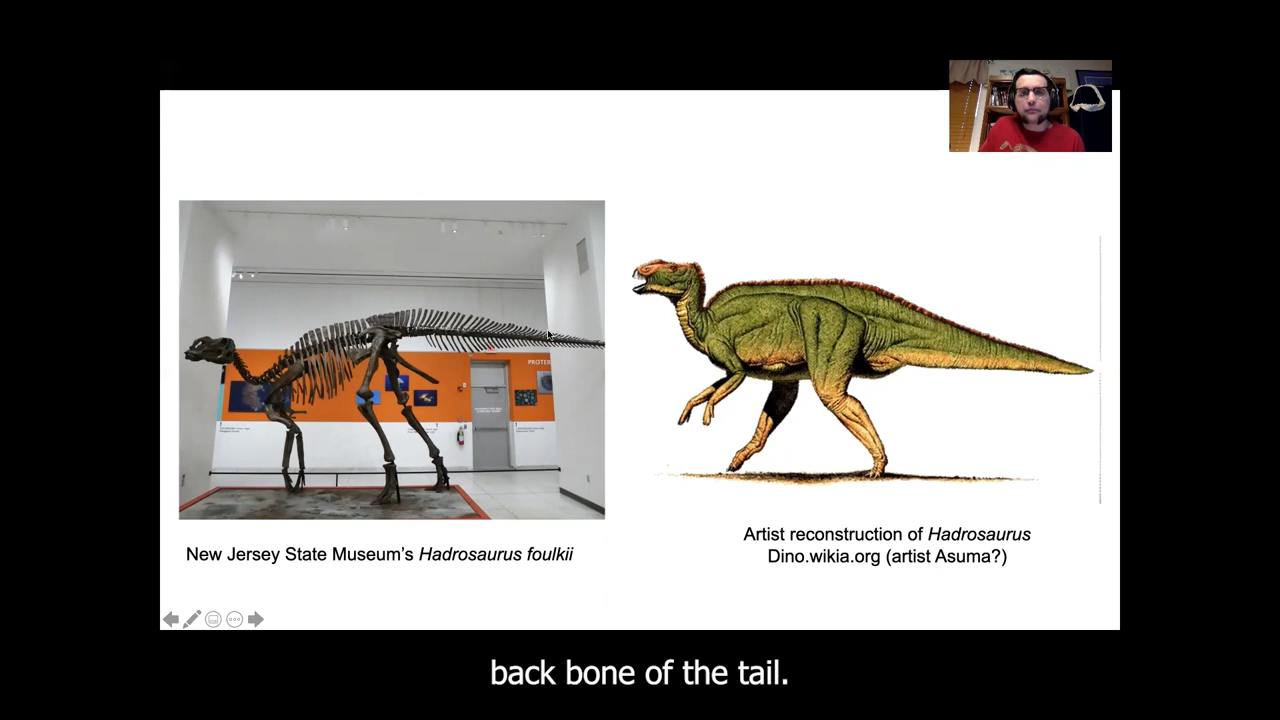 PROTER
New Jersey State Museum's Hadrosaurus foulkii
Artist reconstruction of Hadrosaurus
Dino.wikia.org (artist Asuma?)
back bone of the tail.